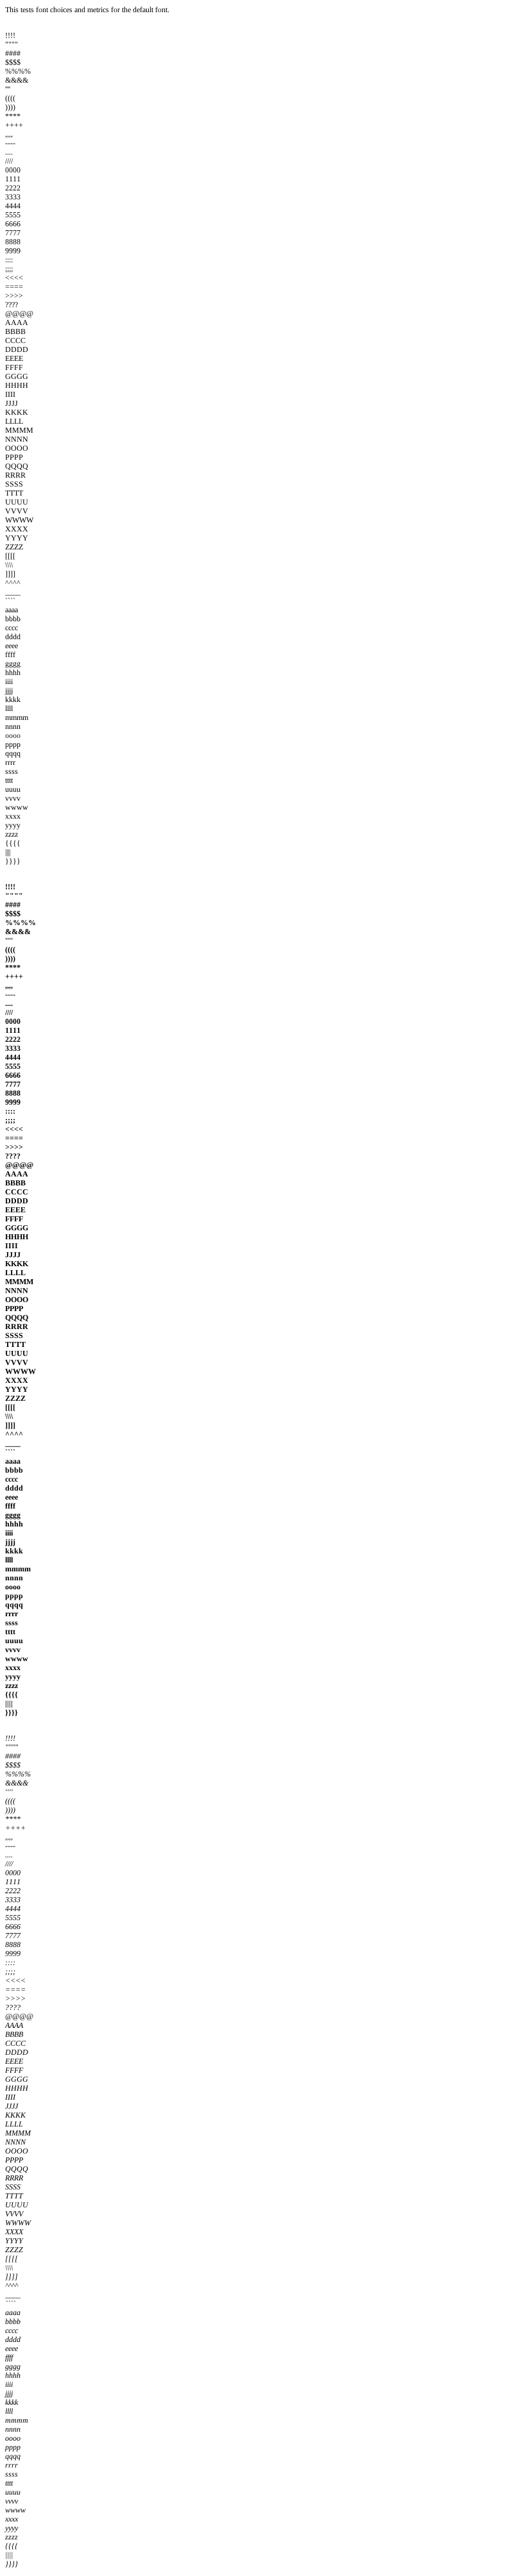 This tests font choices and metrics for the default font.
!!!!
""""
####
$$$$
%%%%
&&&&
''''
((((
))))
****
++++
,,,,
----
....
////
0000
1111
2222
3333
4444
5555
6666
7777
8888
9999
::::
;;;;
<<<<
====
>>>>
????
@@@@
AAAA
BBBB
CCCC
DDDD
EEEE
FFFF
GGGG
HHHH
IIII
JJJJ
KKKK
LLLL
MMMM
NNNN
OOOO
PPPP
QQQQ
RRRR
SSSS
TTTT
UUUU
VVVV
WWWW
XXXX
YYYY
ZZZZ
[[[[
\\\\
]]]]
^^^^
____
````
aaaa
bbbb
cccc
dddd
eeee
ffff
gggg
hhhh
iiii
jjjj
kkkk
llll
mmmm
nnnn
oooo
pppp
qqqq
rrrr
ssss
tttt
uuuu
vvvv
wwww
xxxx
yyyy
zzzz
{{{{
||||
}}}}
!!!!
""""
####
$$$$
%%%%
&&&&
''''
((((
))))
****
++++
,,,,
----
....
////
0000
1111
2222
3333
4444
5555
6666
7777
8888
9999
::::
;;;;
<<<<
====
>>>>
????
@@@@
AAAA
BBBB
CCCC
DDDD
EEEE
FFFF
GGGG
HHHH
IIII
JJJJ
KKKK
LLLL
MMMM
NNNN
OOOO
PPPP
QQQQ
RRRR
SSSS
TTTT
UUUU
VVVV
WWWW
XXXX
YYYY
ZZZZ
[[[[
\\\\
]]]]
^^^^
____
````
aaaa
bbbb
cccc
dddd
eeee
ffff
gggg
hhhh
iiii
jjjj
kkkk
llll
mmmm
nnnn
oooo
pppp
qqqq
rrrr
ssss
tttt
uuuu
vvvv
wwww
xxxx
yyyy
zzzz
{{{{
||||
}}}}
!!!!
""""
####
$$$$
%%%%
&&&&
''''
((((
))))
****
++++
,,,,
----
....
////
0000
1111
2222
3333
4444
5555
6666
7777
8888
9999
::::
;;;;
<<<<
====
>>>>
????
@@@@
AAAA
BBBB
CCCC
DDDD
EEEE
FFFF
GGGG
HHHH
IIII
JJJJ
KKKK
LLLL
MMMM
NNNN
OOOO
PPPP
QQQQ
RRRR
SSSS
TTTT
UUUU
VVVV
WWWW
XXXX
YYYY
ZZZZ
[[[[
\\\\
]]]]
^^^^
____
````
aaaa
bbbb
cccc
dddd
eeee
ffff
gggg
hhhh
iiii
jjjj
kkkk
llll
mmmm
nnnn
oooo
pppp
qqqq
rrrr
ssss
tttt
uuuu
vvvv
wwww
xxxx
yyyy
zzzz
{{{{
||||
}}}}